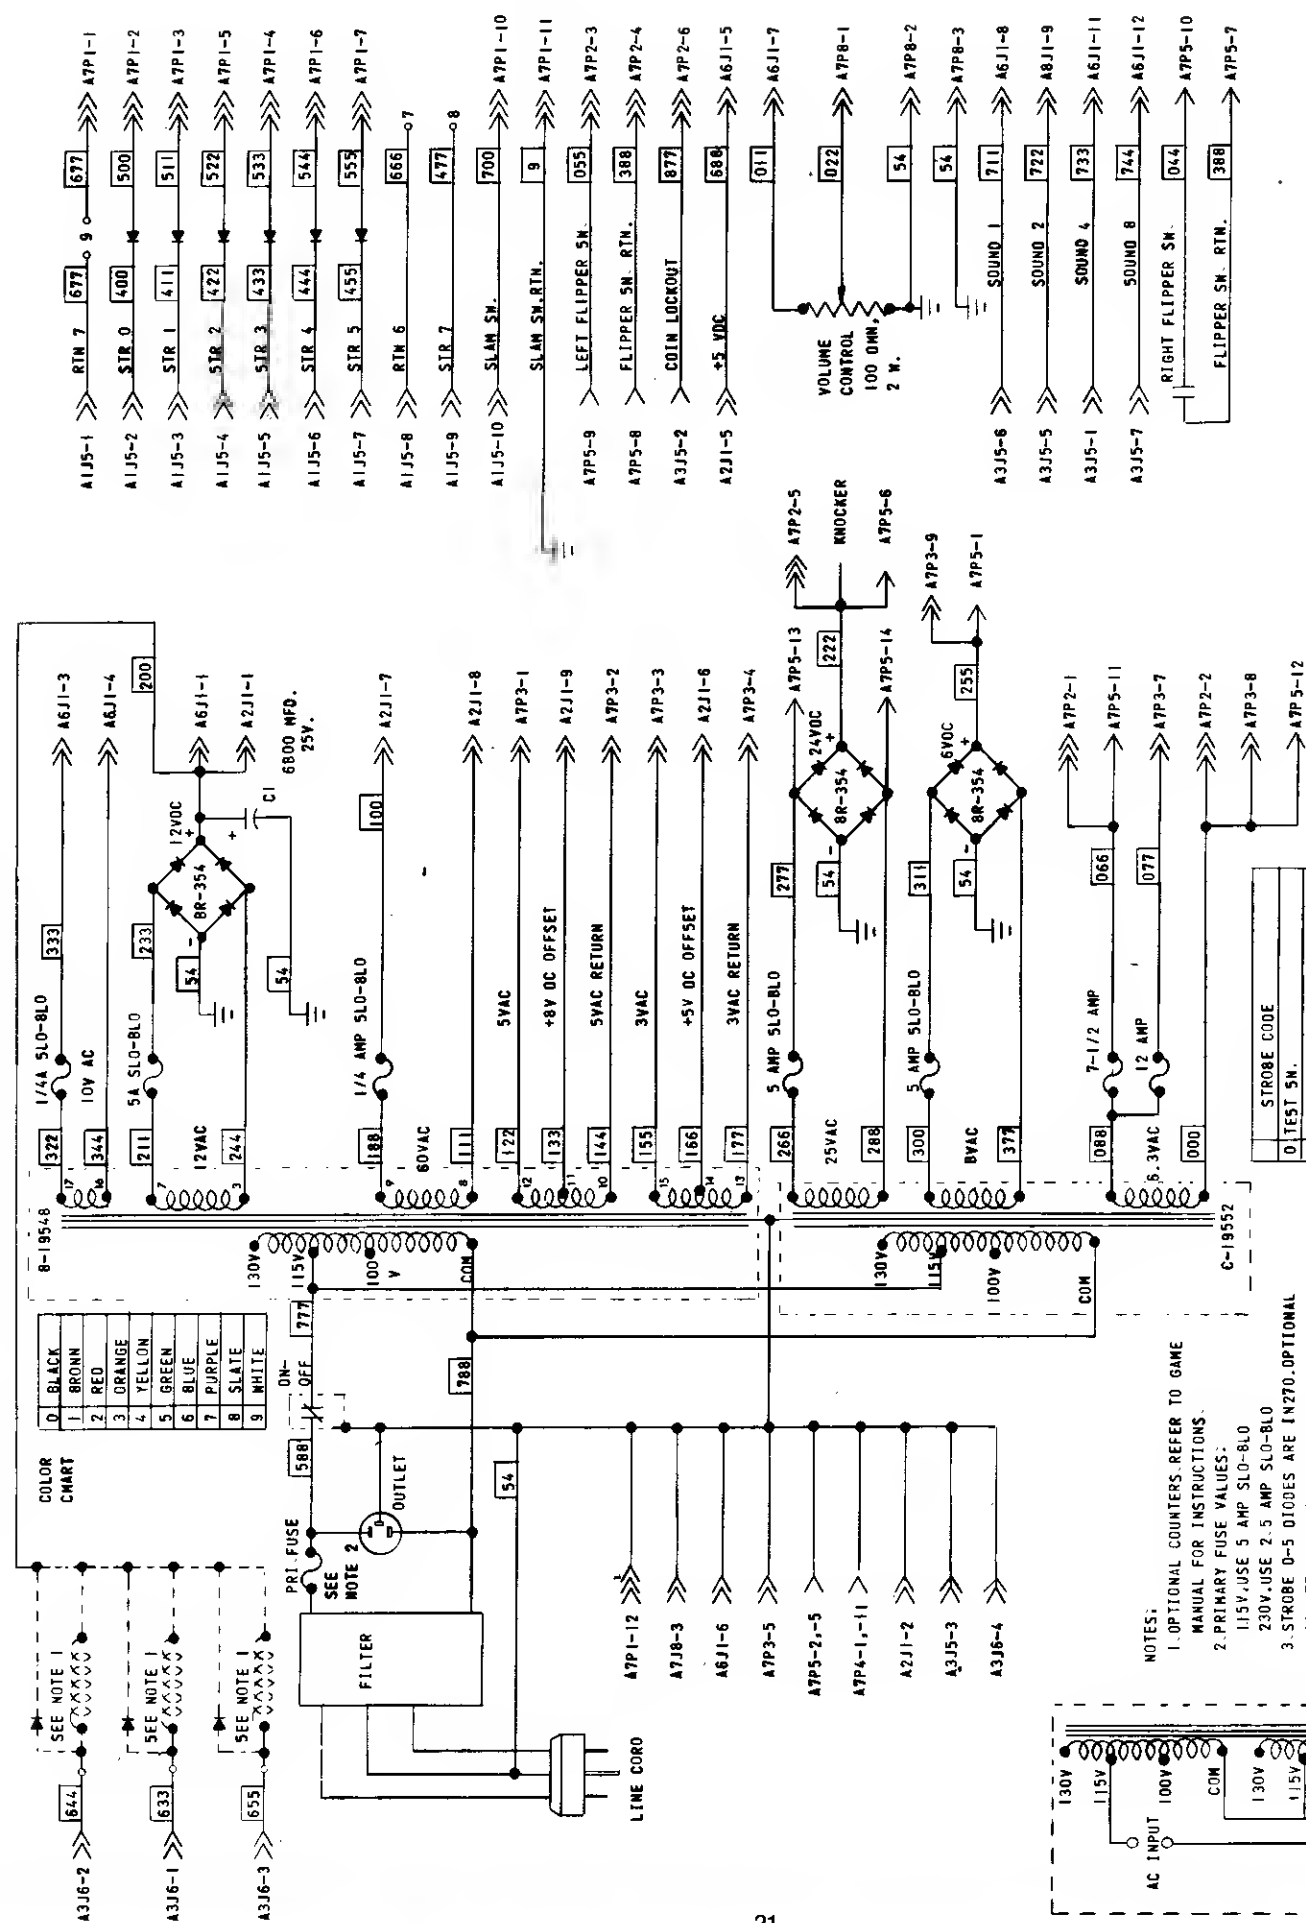 A1J5-1
RTN 7
677
9
677
A7P1-1
A1J5-2
STR 0
400
500
A7P1-2
A1J5-3
STR 1
411
511
A7P1-3
A1J5-4
STR 2
422
522
A7P1-5
A1J5-5
STR 3
433
533
A7P1-4
A1J5-6
STR 4
444
544
A7P1-6
A1J5-7
STR 5
455
555
A7P1-7
A1J5-8
RTN 6
666
7
A1J5-9
STR 7
477
8
A1J5-10
SLAM SW.
700
A7P1-10
SLAM SW.RTN.
9
A7P1-11
A7P5-9
LEFT FLIPPER SW.
055
A7P2-3
A7P5-8
FLIPPER SW. RTN.
388
A7P2-4
A3J5-2
COIN LOCKOUT
877
A7P2-6
A2J1-5
+5 VDC
688
A6J1-5
011
A6J1-7
VOLUME
CONTROL
100 OHM,
2 W.
022
A7P8-1
54
A7P8-2
54
A7P8-3
A3J5-6
SOUND 1
711
A6J1-8
A3J5-5
SOUND 2
722
A8J1-9
A3J5-1
SOUND 4
733
A6J1-11
A3J5-7
SOUND 8
744
A6J1-12
RIGHT FLIPPER SW.
044
A7P5-10
FLIPPER SW. RTN.
388
A7P5-7
A3J6-2
644
SEE NOTE 1
A3J6-1
633
SEE NOTE 1
A3J6-3
655
SEE NOTE 1
COLOR
CHART
0 BLACK
1 BROWN
2 RED
3 ORANGE
4 YELLOW
5 GREEN
6 BLUE
7 PURPLE
8 SLATE
9 WHITE
LINE CORD
FILTER
PRI.FUSE
SEE
NOTE 2
OUTLET
588
ON-
OFF
777
788
54
A7P1-12
A7J8-3
A6J1-6
A7P3-5
A7P5-2,-5
A7P4-1,-11
A2J1-2
A3J5-3
A3J6-4
8-19548
130V
115V
100
V
COM
C-19552
130V
115V
100V
COM
17
322
1/4A SLO-BLO
333
A6J1-3
16
344
10V AC
A6J1-4
200
7
211
5A SLO-BLO
233
12VAC
3
244
BR-354
12VDC
+
-
54
+
C1
54
6800 MFD.
25V.
A6J1-1
A2J1-1
9
188
1/4 AMP SLO-BLO
100
A2J1-7
60VAC
8
111
A2J1-8
12
122
5VAC
A7P3-1
11
133
+8V DC OFFSET
A2J1-9
10
144
5VAC RETURN
A7P3-2
15
155
3VAC
A7P3-3
14
166
+5V DC OFFSET
A2J1-6
13
177
3VAC RETURN
A7P3-4
266
5 AMP SLO-BLO
277
A7P5-13
25VAC
288
A7P5-14
BR-354
24VDC
+
-
54
222
A7P2-5
KNOCKER
A7P5-6
300
5 AMP SLO-BLO
311
8VAC
377
BR-354
6VDC
+
-
54
255
A7P3-9
A7P5-1
088
7-1/2 AMP
066
A7P2-1
A7P5-11
12 AMP
077
A7P3-7
6.3VAC
000
A7P2-2
A7P3-8
A7P5-12
STROBE CODE
0 TEST SW.
NOTES:
1.OPTIONAL COUNTERS.REFER TO GAME
MANUAL FOR INSTRUCTIONS.
2.PRIMARY FUSE VALUES:
115V.USE 5 AMP SLO-BLO
230V.USE 2.5 AMP SLO-BLO
3.STROBE 0-5 DIODES ARE IN270.OPTIONAL
AC INPUT
130V
115V
100V
COM
130V
115V
21